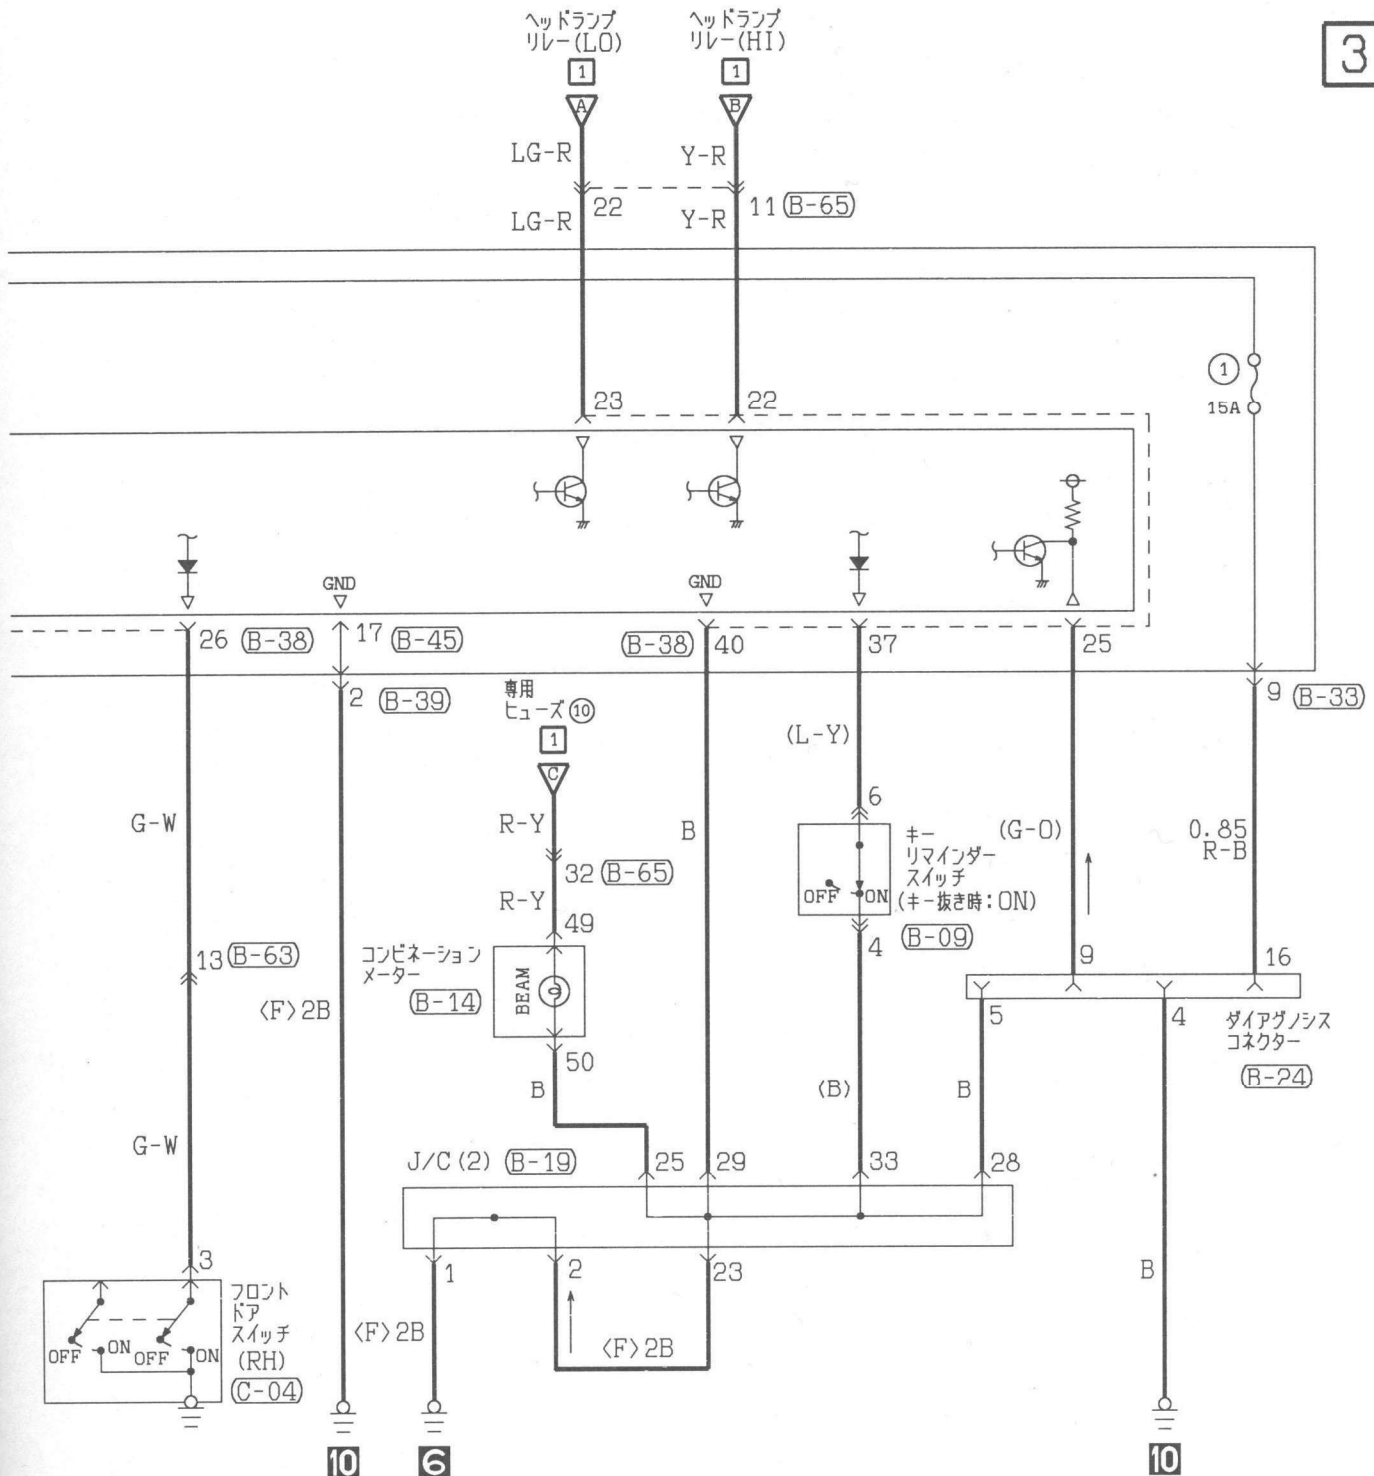 ヘッドランプ
リレー(LO)
ヘッドランプ
リレー(HI)
3
1
1
A
B
LG-R
Y-R
22
11
(B-65)
LG-R
Y-R
1
15A
23
22
GND
GND
26
(B-38)
17
(B-45)
(B-38)
40
37
25
2
(B-39)
専用
ヒューズ⑩
1
C
9
(B-33)
(L-Y)
6
R-Y
G-W
B
(G-O)
0.85
R-B
キー
リマインダー
スイッチ
(キー抜き時:ON)
OFF
ON
32
(B-65)
R-Y
49
4
(B-09)
13
(B-63)
コンビネーション
メーター
(B-14)
BEAM
9
16
<F>2B
5
4
ダイアグノシス
コネクター
(B-24)
50
B
(B)
B
G-W
J/C(2)
(B-19)
25
29
33
28
3
1
2
23
B
フロント
ドア
スイッチ
(RH)
(C-04)
OFF
ON
OFF
ON
<F>2B
<F>2B
10
6
10